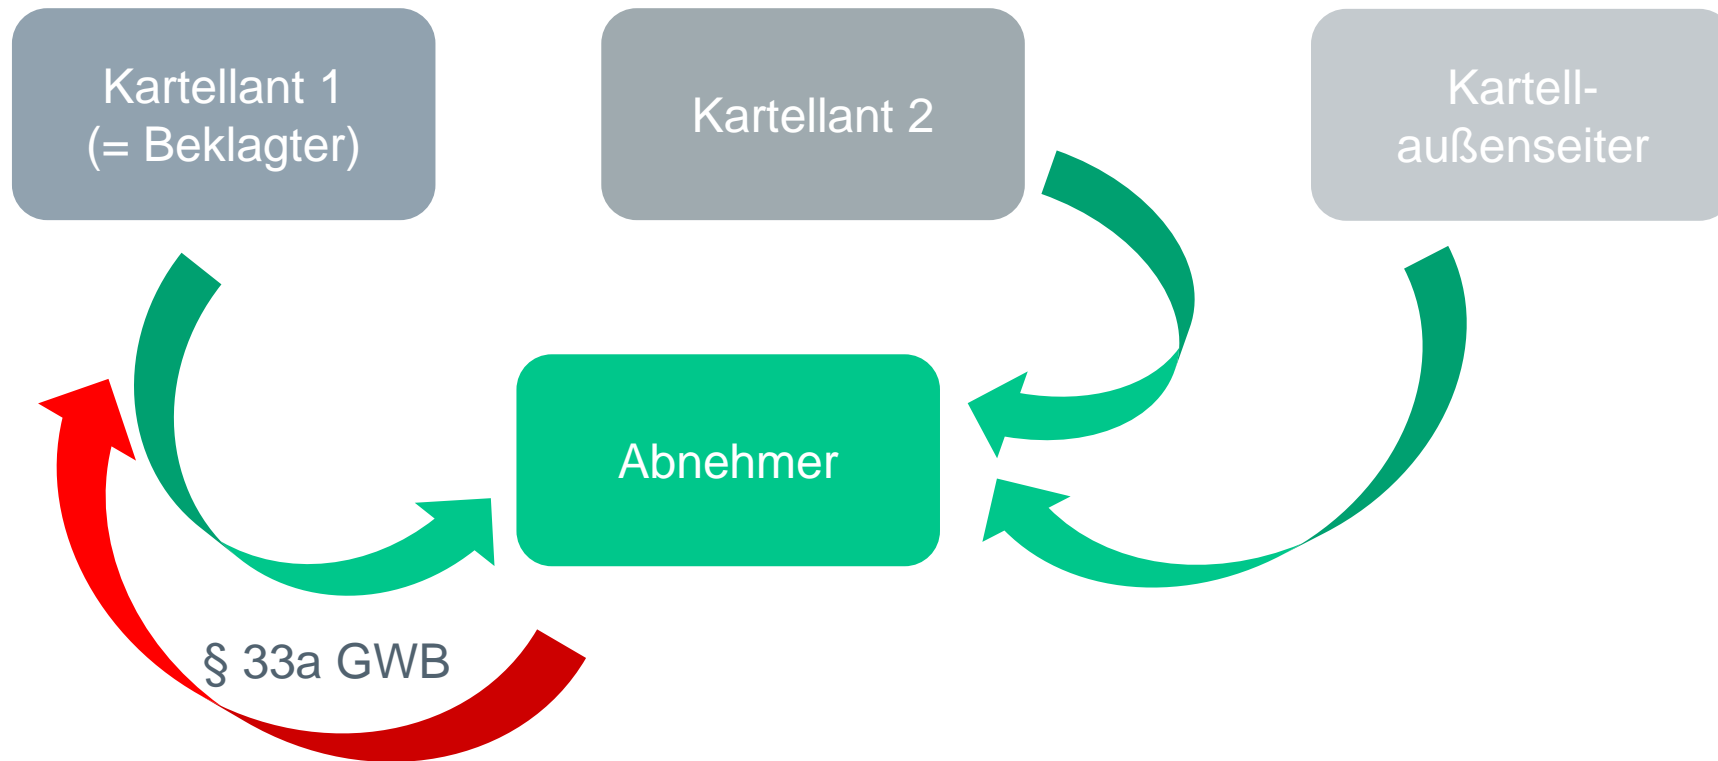 Kartellant 1
(= Beklagter)
Kartellant 2
Kartell-
außenseiter
Abnehmer
§ 33a GWB